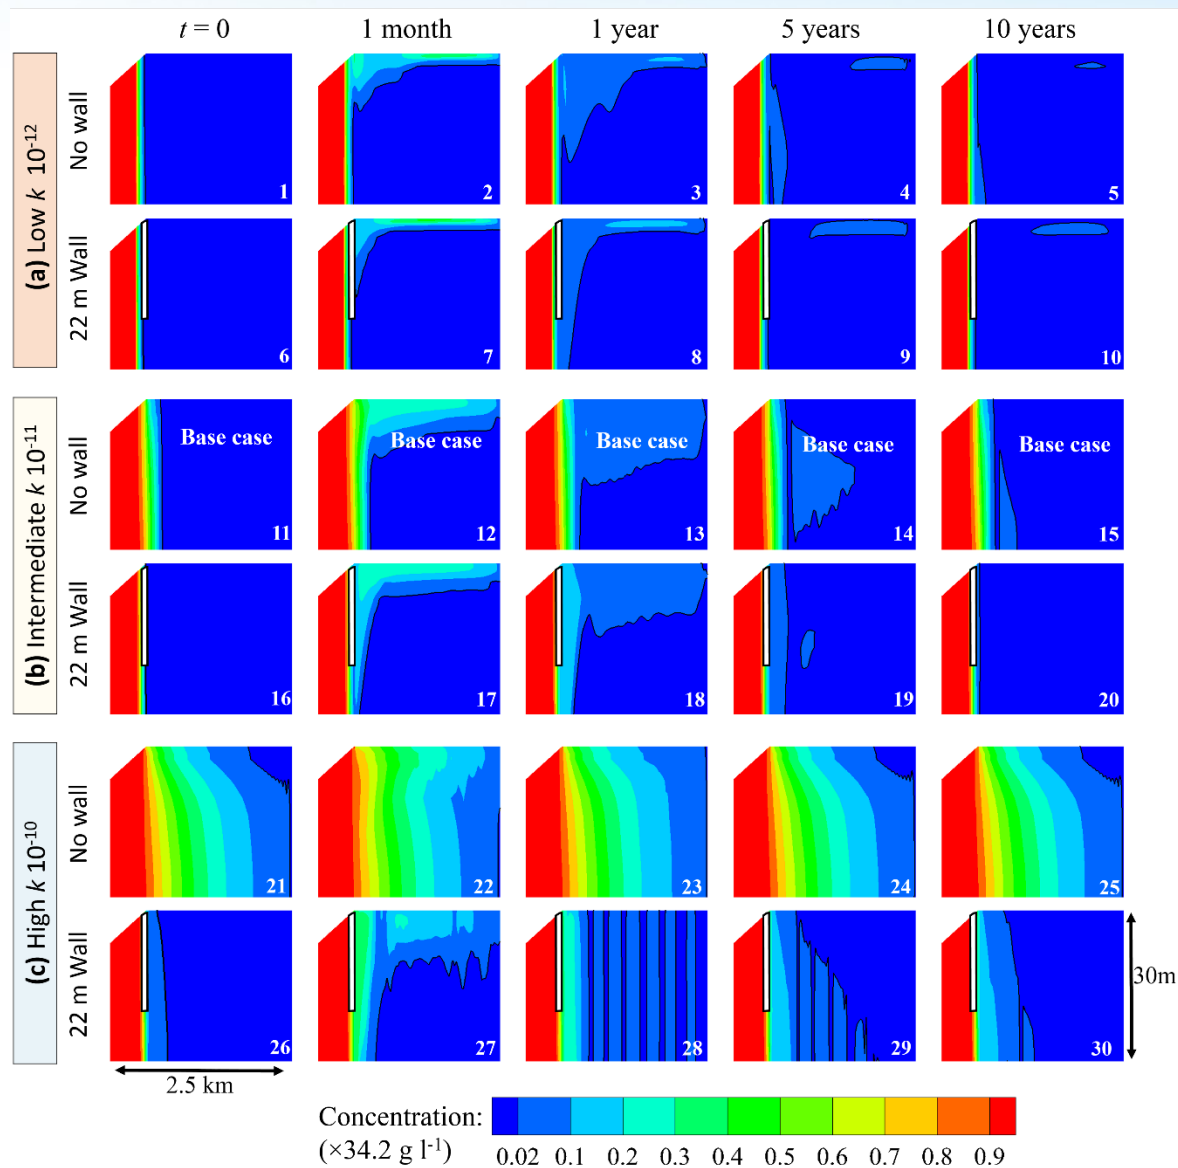 t = 0 1 month 1 year 5 years 10 years
(a) Low k 10-12
No wall
1 2 3 4 5
22 m Wall
6 7 8 9 10
(b) Intermediate k 10-11
No wall
Base case Base case Base case Base case Base case
11 12 13 14 15
22 m Wall
16 17 18 19 20
(c) High k 10-10
No wall
21 22 23 24 25
22 m Wall
26 27 28 29 30
30m
2.5 km
Concentration:
(×34.2 g l-1)
0.02 0.1 0.2 0.3 0.4 0.5 0.6 0.7 0.8 0.9